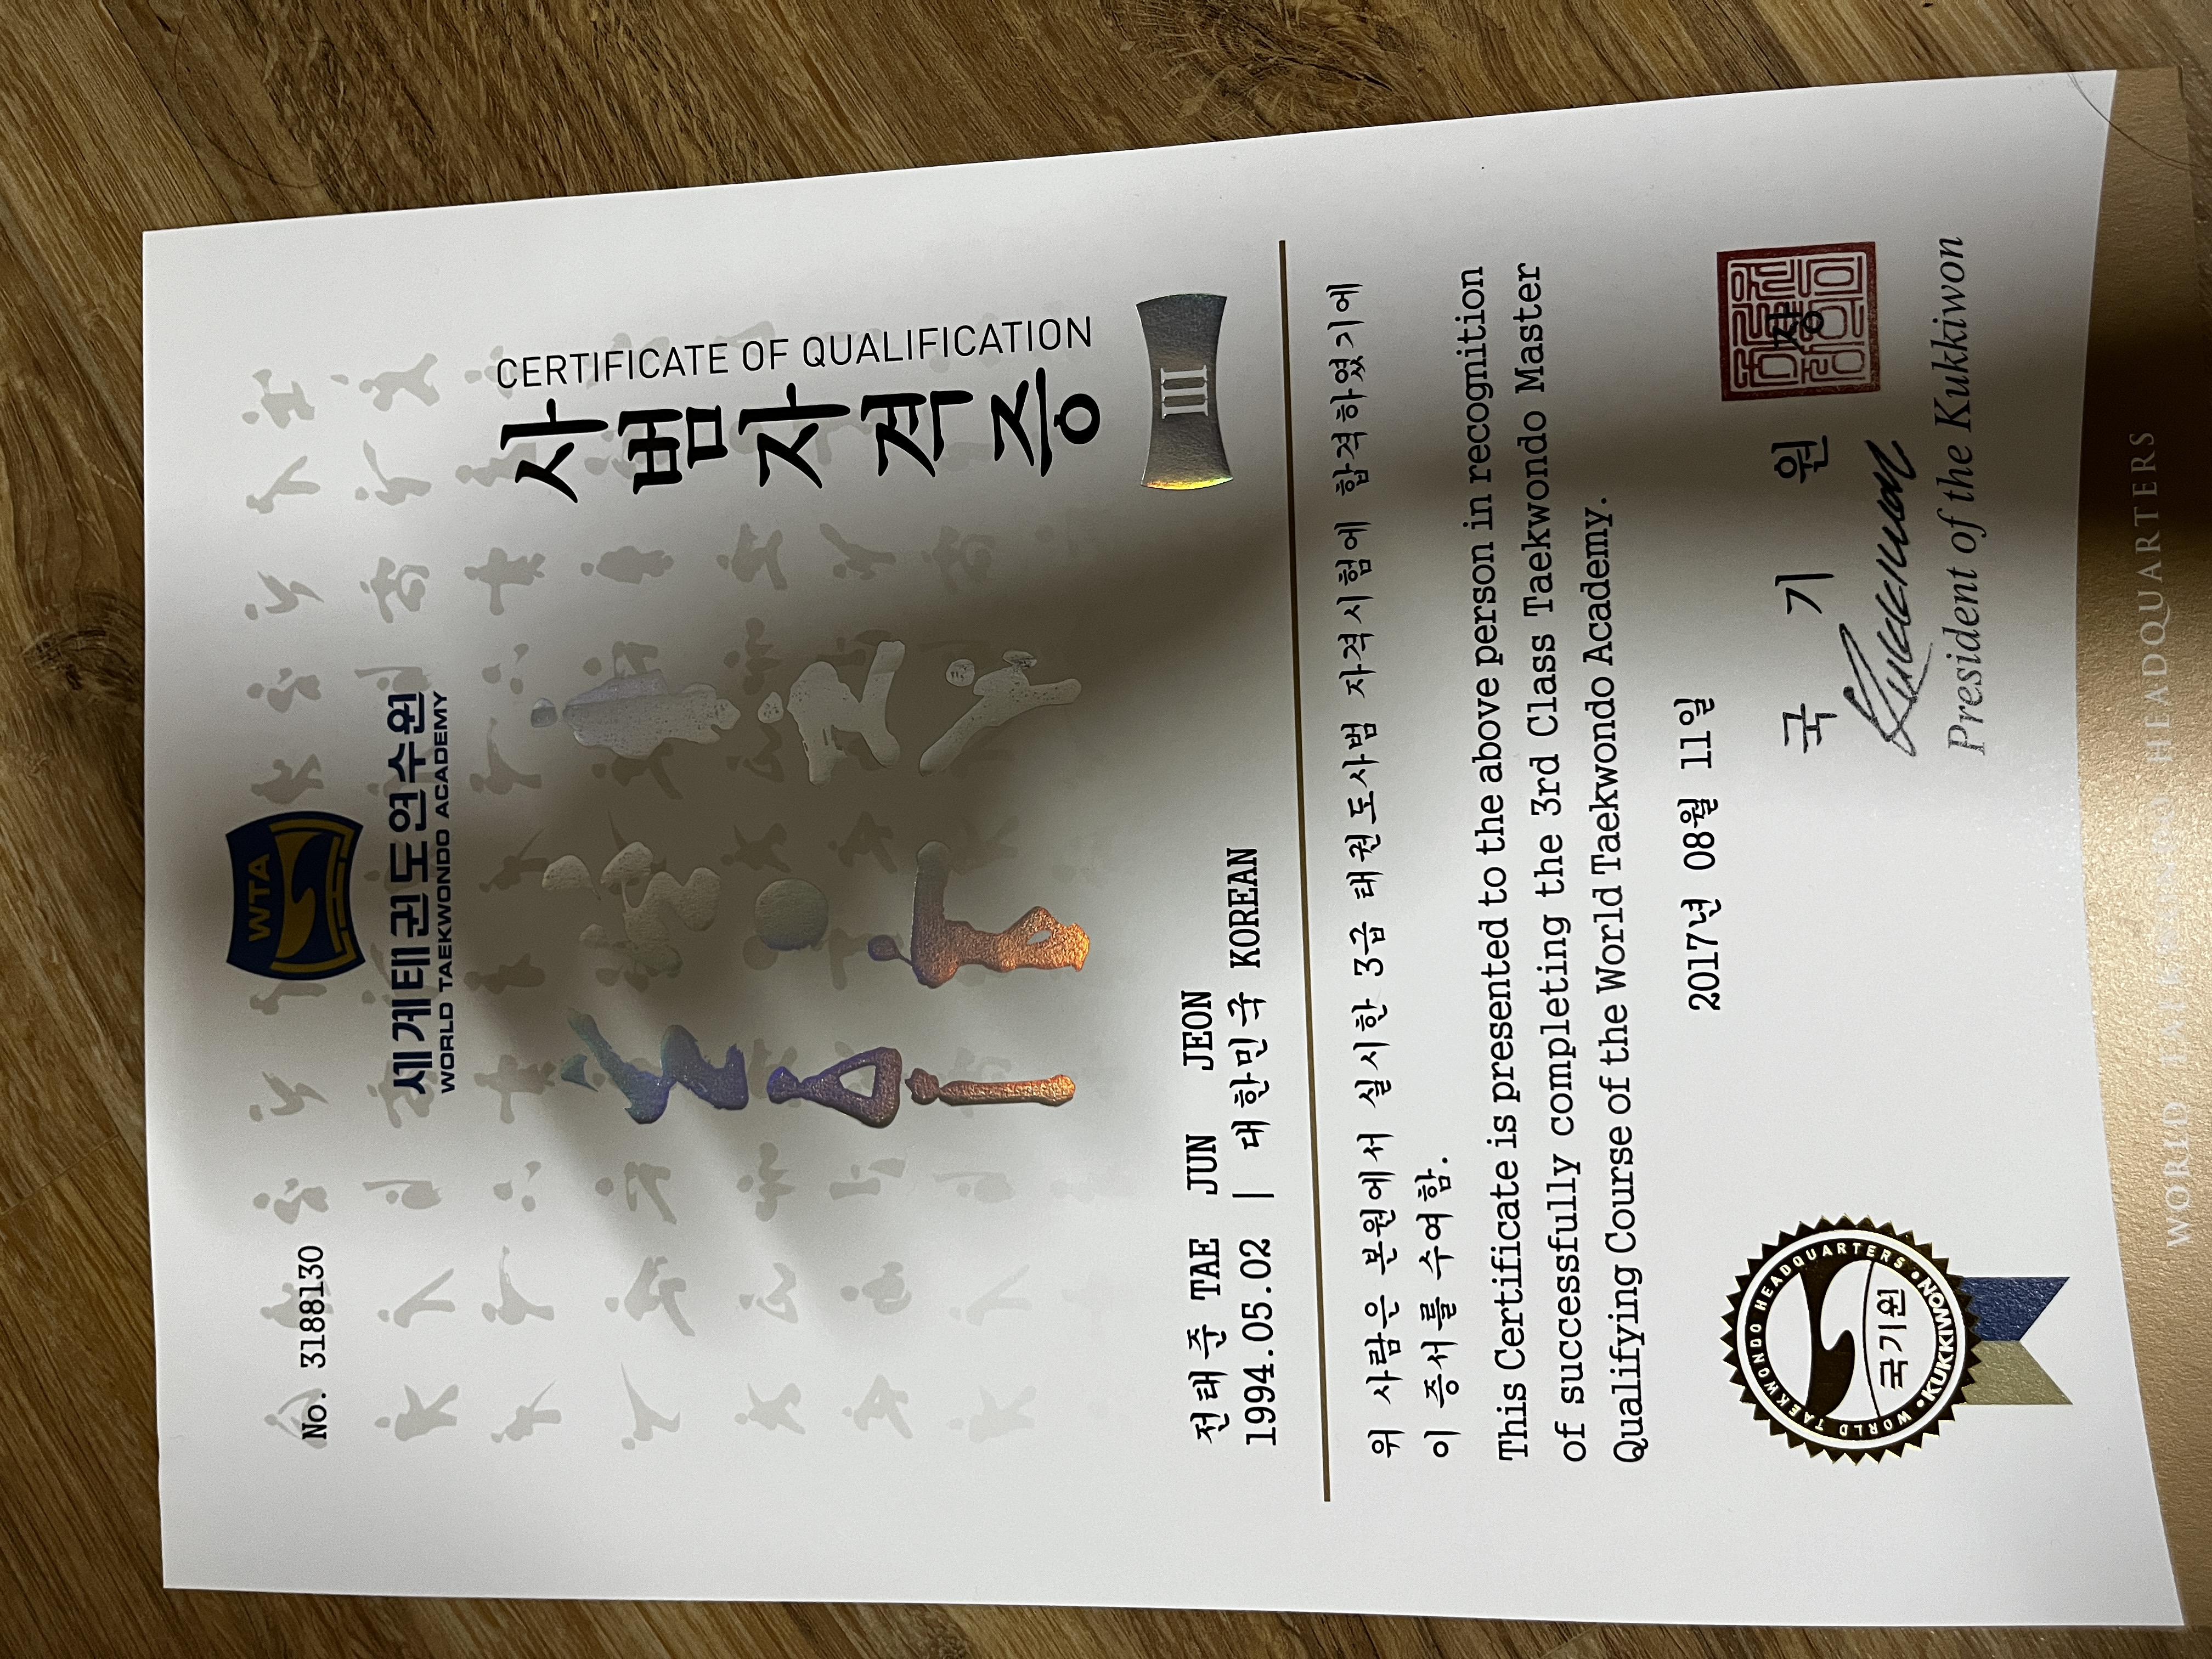 No. 3188130
WTA
세계태권도연수원
WORLD TAEKWONDO ACADEMY
CERTIFICATE OF QUALIFICATION
사범자격증
III
전태주 TAE JUN JEON
1994.05.02 | 대한민국 KOREAN
위 사람은 본원에서 실시한 3급 태권도사범 자격시험에 합격하였기에
이 증서를 수여함.
This Certificate is presented to the above person in recognition
of successfully completing the 3rd Class Taekwondo Master
Qualifying Course of the World Taekwondo Academy.
2017년 08월 11일
국 기 원 장
President of the Kukkiwon
WORLD TAEKWONDO HEADQUARTERS • KUKKIWON •
국기원
WORLD TAEKWONDO HEADQUARTERS